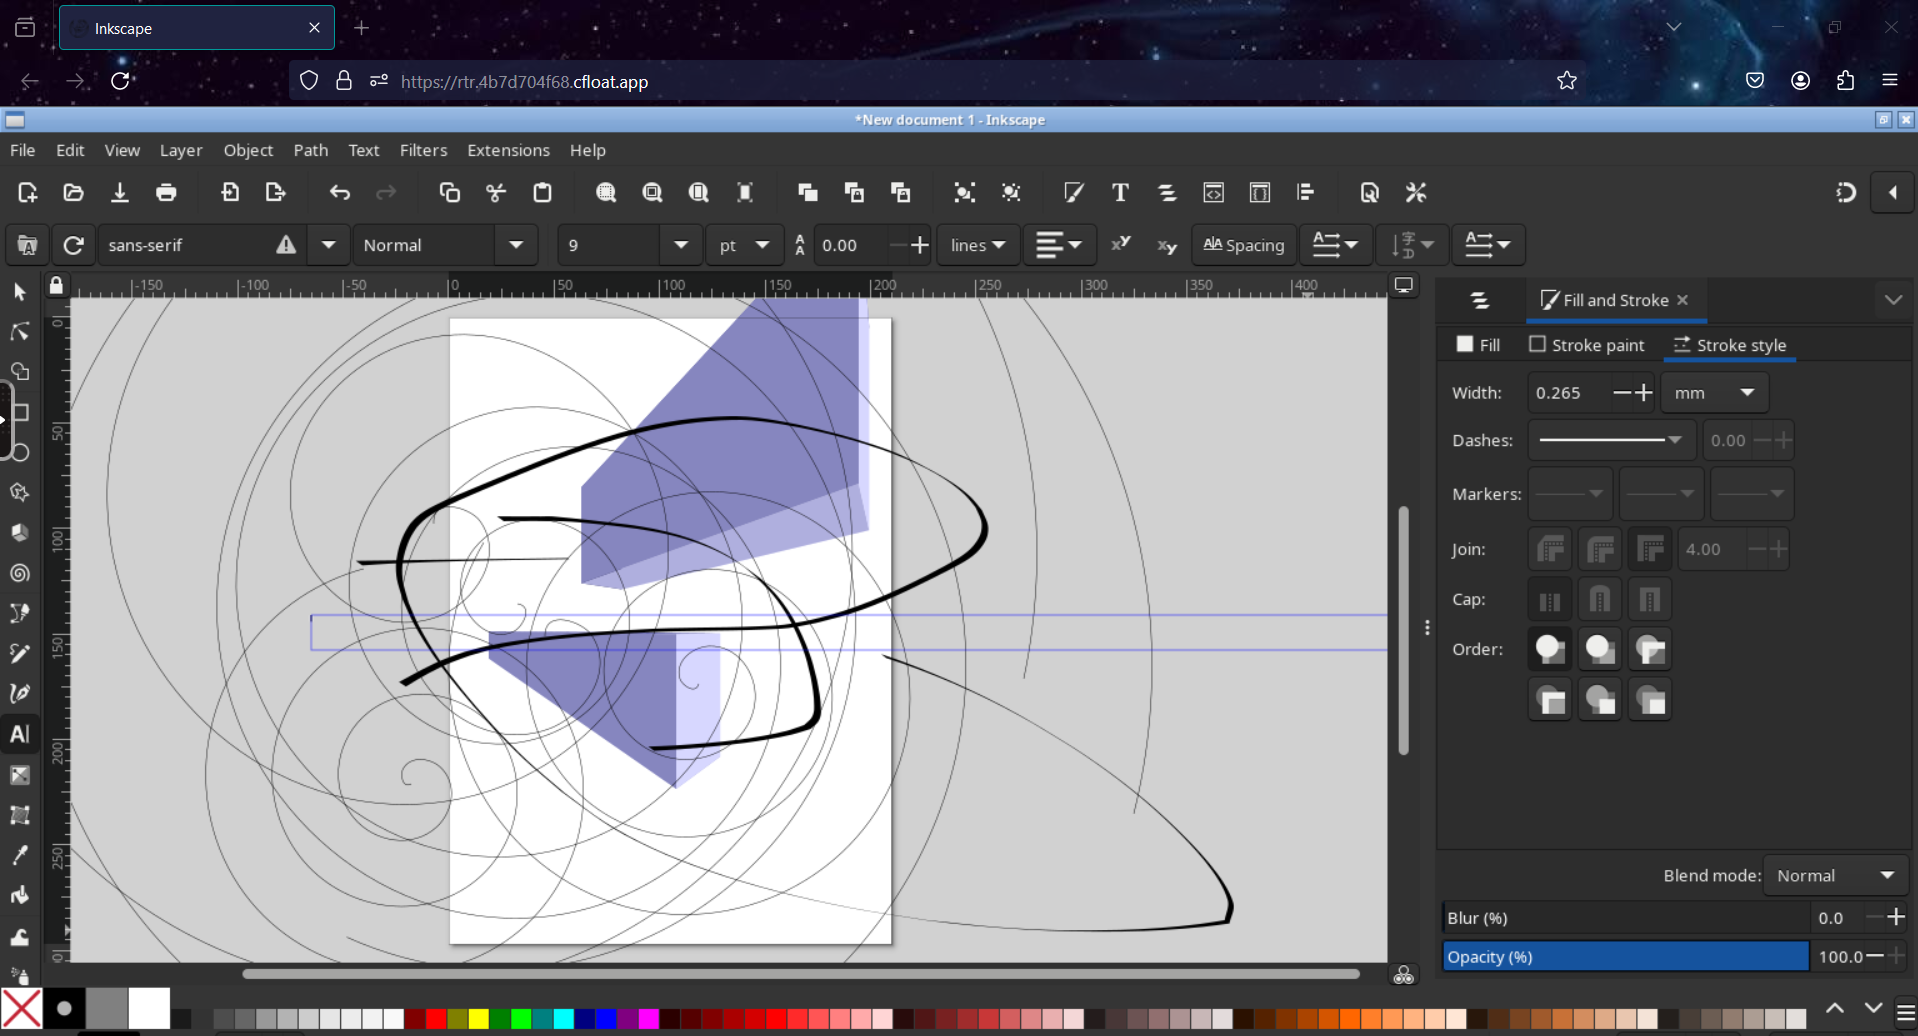 Inkscape
https://rtr.4b7d704f68.cfloat.app
*New document 1 - Inkscape
File Edit View Layer Object Path Text Filters Extensions Help
sans-serif Normal 9 pt 0.00 lines Spacing
-150 -100 -50 0 50 100 150 200 250 300 350 400
0
50
100
150
200
250
Fill and Stroke
Fill Stroke paint Stroke style
Width: 0.265 mm
Dashes: 0.00
Markers:
Join: 4.00
Cap:
Order:
Blend mode: Normal
Blur (%) 0.0
Opacity (%) 100.0